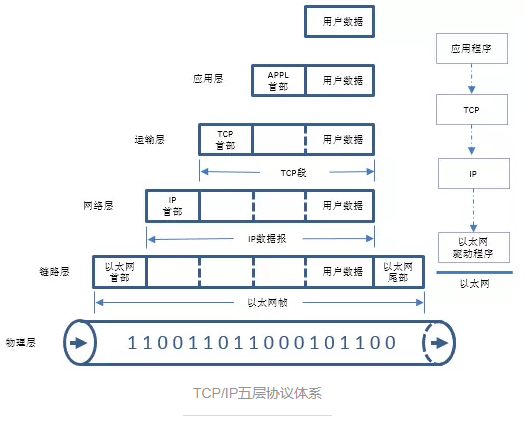 用户数据
应用层
APPL
首部
用户数据
应用程序
运输层
TCP
首部
用户数据
TCP段
TCP
网络层
IP
首部
用户数据
IP数据报
IP
链路层
以太网
首部
用户数据
以太网
尾部
以太网帧
以太网
驱动程序
以太网
物理层
110011011000101100
TCP/IP五层协议体系